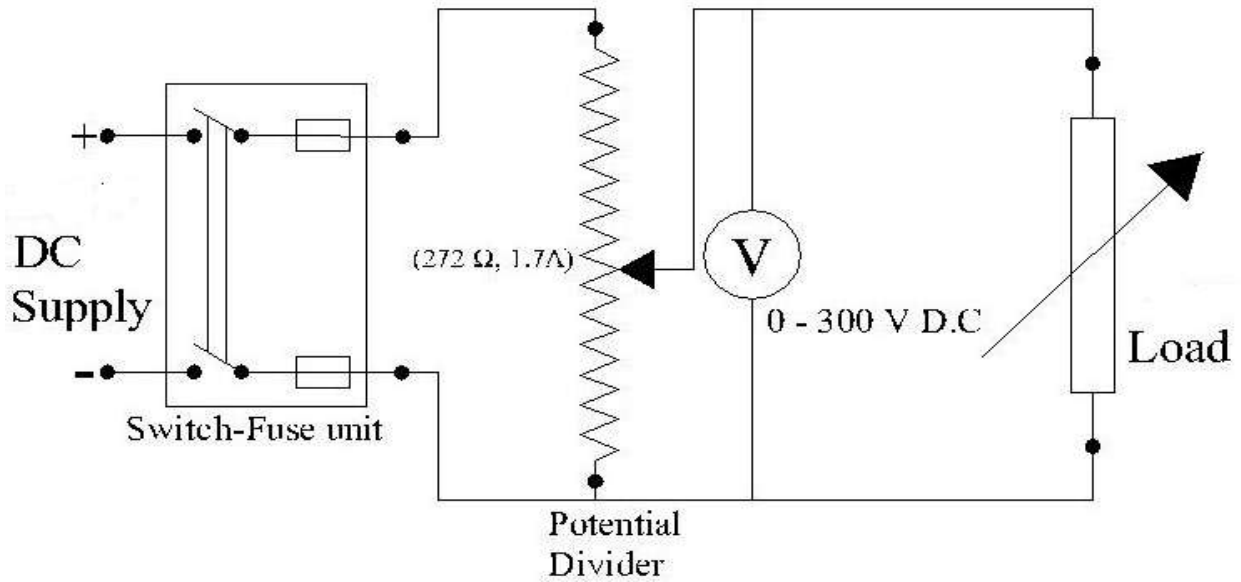 +
DC
Supply
-
Switch-Fuse unit
(272 Ω, 1.7A)
V
0 - 300 V D.C
Load
Potential
Divider